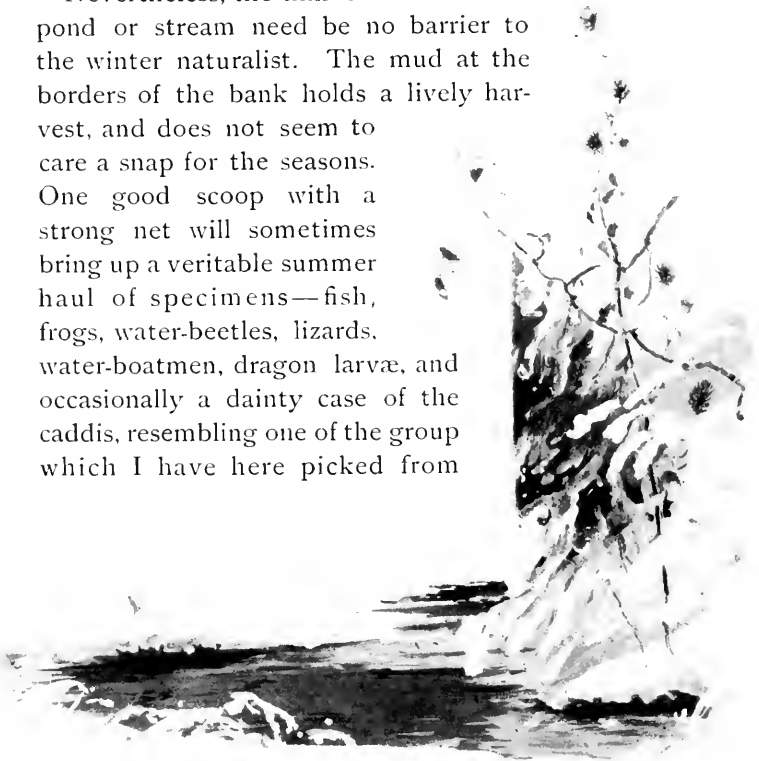 pond or stream need be no barrier to
the winter naturalist. The mud at the
borders of the bank holds a lively har-
vest, and does not seem to
care a snap for the seasons.
One good scoop with a
strong net will sometimes
bring up a veritable summer
haul of specimens—fish,
frogs, water-beetles, lizards,
water-boatmen, dragon larvæ, and
occasionally a dainty case of the
caddis, resembling one of the group
which I have here picked from